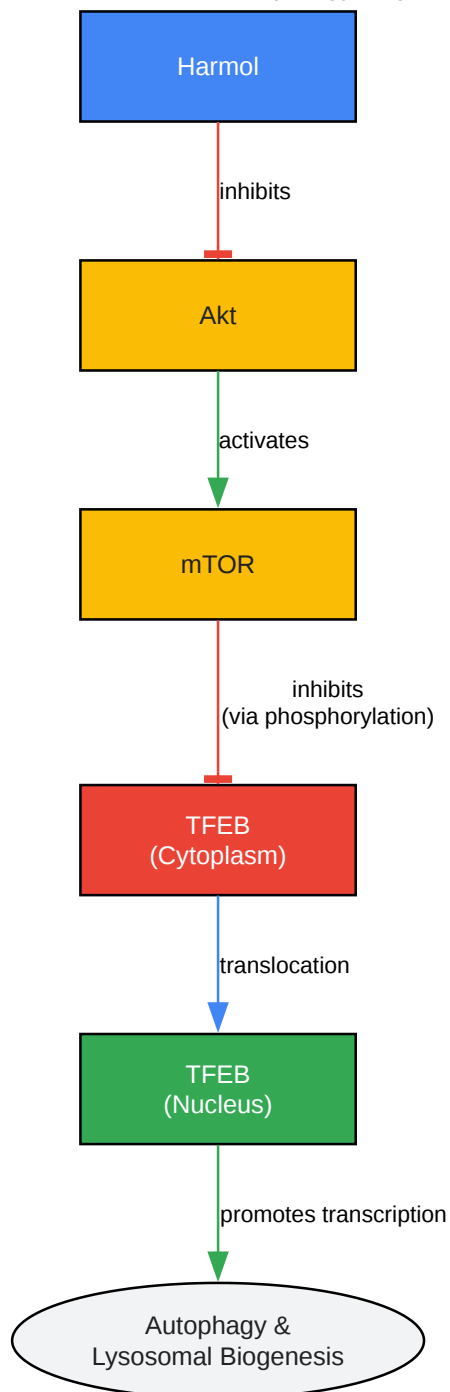 Harmol
inhibits
Akt
activates
mTOR
inhibits
(via phosphorylation)
TFEB
(Cytoplasm)
translocation
TFEB
(Nucleus)
promotes transcription
Autophagy &
Lysosomal Biogenesis